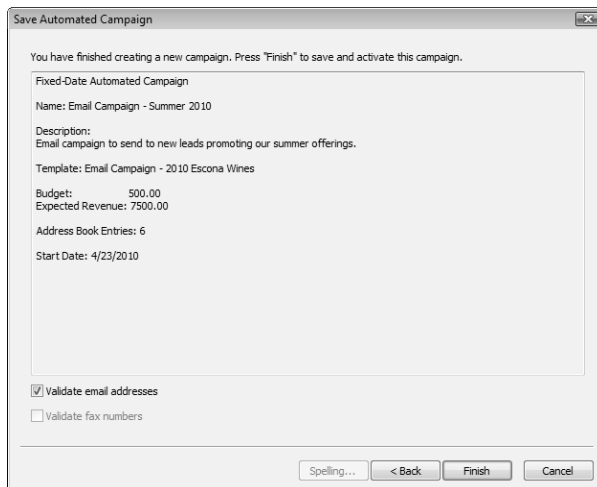 Save Automated Campaign
You have finished creating a new campaign. Press "Finish" to save and activate this campaign.
Fixed-Date Automated Campaign
Name: Email Campaign - Summer 2010
Description:
Email campaign to send to new leads promoting our summer offerings.
Template: Email Campaign - 2010 Escona Wines
Budget: 500.00
Expected Revenue: 7500.00
Address Book Entries: 6
Start Date: 4/23/2010
Validate email addresses
Validate fax numbers
Spelling... < Back Finish Cancel